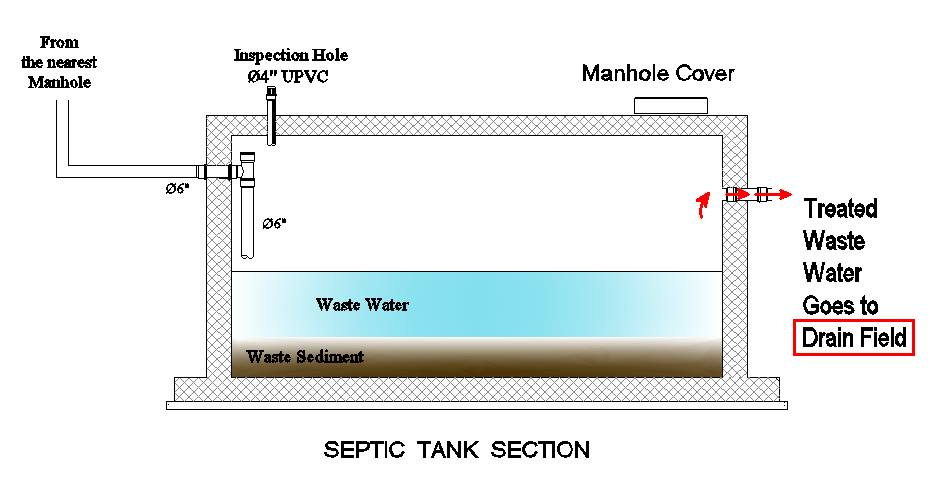 From
the nearest
Manhole
Inspection Hole
Ø4" UPVC
Manhole Cover
Ø6"
Ø6"
Treated
Waste
Water
Goes to
Drain Field
Waste Water
Waste Sediment
SEPTIC TANK SECTION